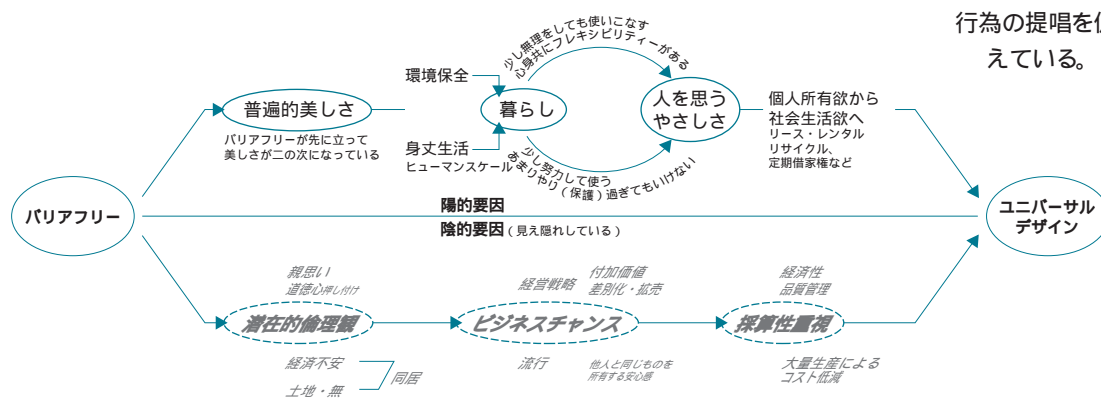 行為の提唱を
えている。
少し無理をしても使いこなす
心身共にフレキシビリティーがある
環境保全
普遍的美しさ
暮らし
人を思う
やさしさ
個人所有欲から
社会生活欲へ
リース・レンタル
リサイクル、
定期借家権など
バリアフリーが先に立って
美しさが二の次になっている
身丈生活
ヒューマンスケール
少し努力して使う
あまりやり（保護）過ぎてもいけない
バリアフリー
陽的要因
陰的要因（見え隠れしている）
ユニバーサル
デザイン
親思い
道徳心押し付け
経営戦略
付加価値
差別化・拡売
経済性
品質管理
潜在的倫理観
ビジネスチャンス
採算性重視
経済不安
土地・無
同居
流行
他人と同じものを
所有する安心感
大量生産による
コスト低減